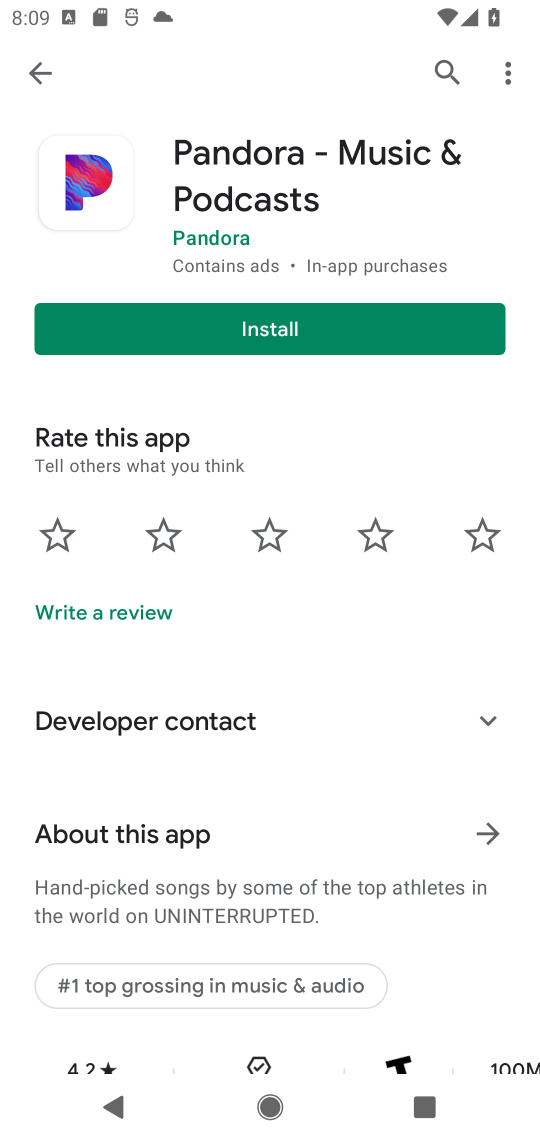 8:09
Pandora - Music &
Podcasts
Pandora
Contains ads • In-app purchases
Install
Rate this app
Tell others what you think
Write a review
Developer contact
About this app
Hand-picked songs by some of the top athletes in
the world on UNINTERRUPTED.
#1 top grossing in music & audio
4.2★
100M